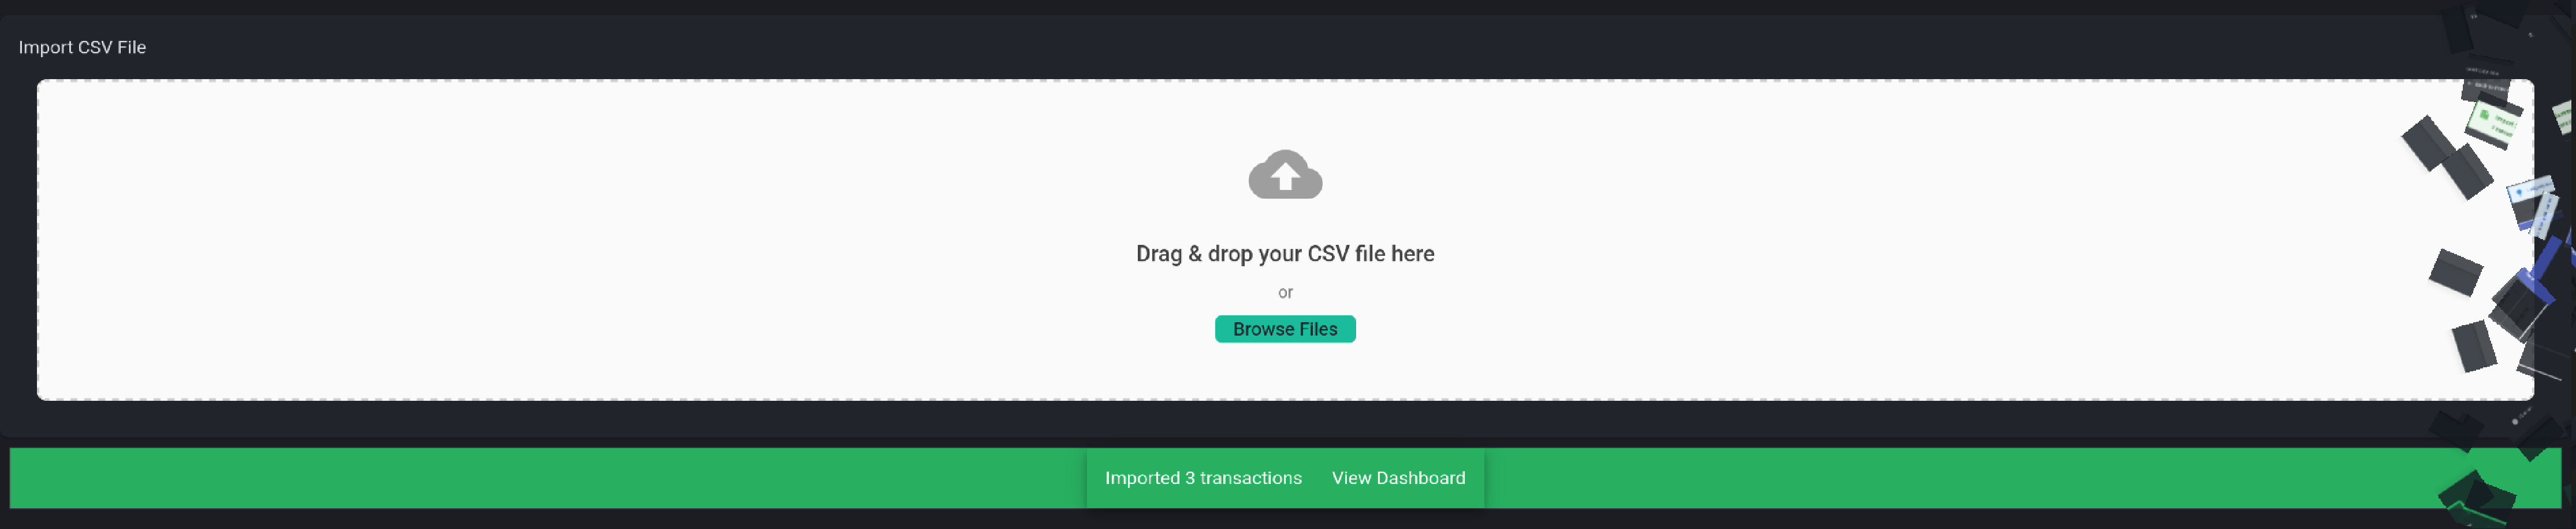 Import CSV File
Drag & drop your CSV file here
or
Browse Files
Imported 3 transactions View Dashboard